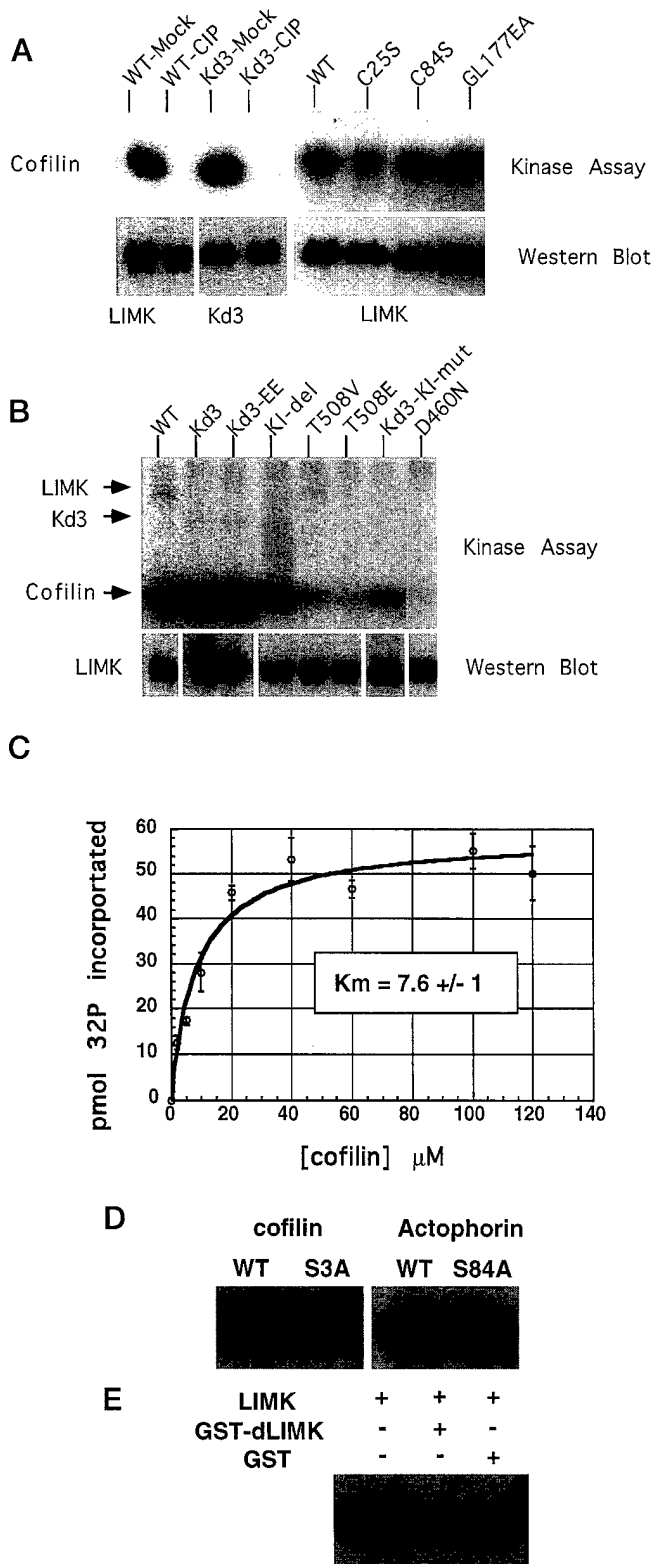 A
WT-Mock WT-CIP Kd3-Mock Kd3-CIP WT C25S C84S GL177EA
Cofilin Kinase Assay
Western Blot
LIMK Kd3 LIMK
B
WT Kd3 Kd3-EE KI-del T508V T508E Kd3-KI-mut D460N
LIMK
Kd3
Kinase Assay
Cofilin
LIMK Western Blot
C
60
50
40
30
20
10
0
pmol 32P incorportated
Km = 7.6 +/- 1
0 20 40 60 80 100 120 140
[cofilin] µM
D
cofilin Actophorin
WT S3A WT S84A
E
LIMK + + +
GST-dLIMK - + -
GST - - +